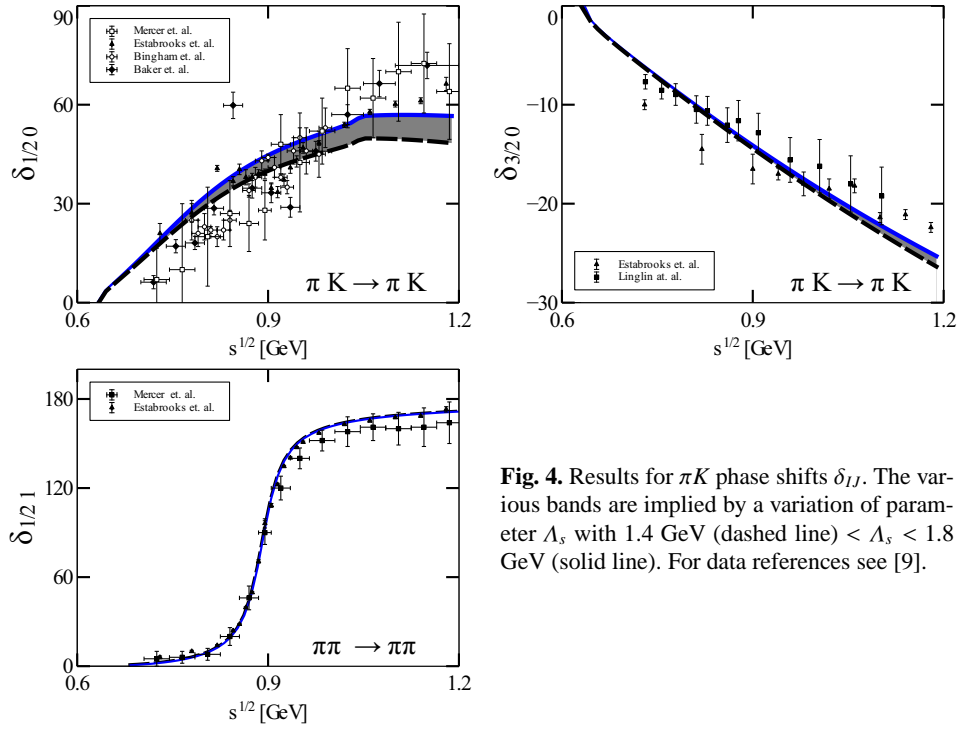 90
60
30
0
δ1/2 0
Mercer et. al.
Estabrooks et. al.
Bingham et. al.
Baker et. al.
π K → π K
0.6 0.9 1.2
s1/2 [GeV]
0
−10
−20
−30
δ3/2 0
Estabrooks et. al.
Linglin at. al.
π K → π K
0.6 0.9 1.2
s1/2 [GeV]
180
120
60
0
δ1/2 1
Mercer et. al.
Estabrooks et. al.
ππ → ππ
0.6 0.9 1.2
s1/2 [GeV]
Fig. 4. Results for πK phase shifts δIJ. The var-
ious bands are implied by a variation of param-
eter Λs with 1.4 GeV (dashed line) < Λs < 1.8
GeV (solid line). For data references see [9].